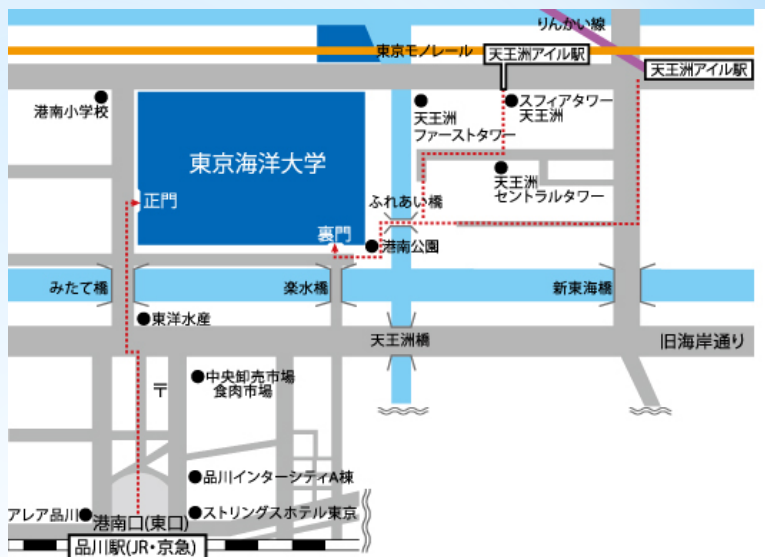 りんかい線
東京モノレール
天王洲アイル駅
天王洲アイル駅
港南小学校
スフィアタワー
天王洲
天王洲
ファーストタワー
東京海洋大学
天王洲
セントラルタワー
正門
ふれあい橋
裏門
港南公園
みたて橋
楽水橋
新東海橋
東洋水産
天王洲橋
旧海岸通り
〒
中央卸売市場
食肉市場
品川インターシティA棟
アレア品川
港南口(東口)
ストリングスホテル東京
品川駅(JR・京急)